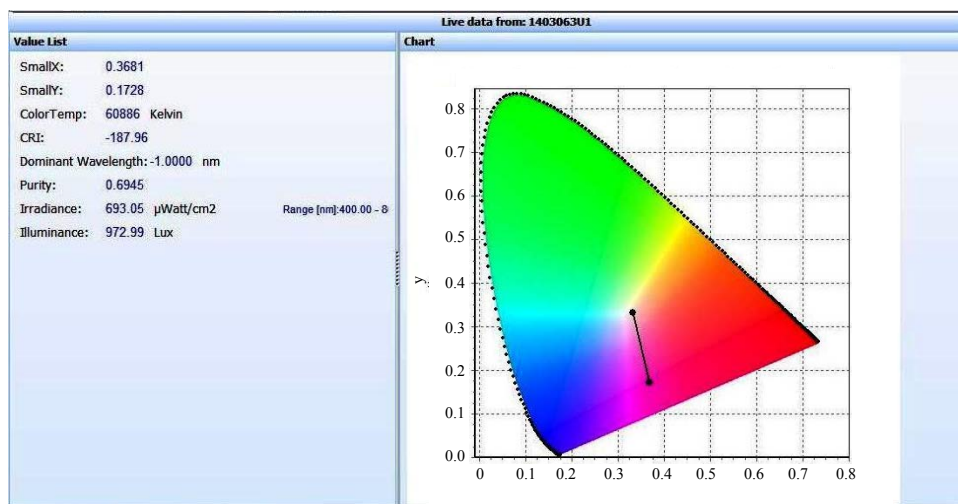 Live data from: 1403063U1
Value List
SmallX: 0.3681
SmallY: 0.1728
ColorTemp: 60886 Kelvin
CRI: -187.96
Dominant Wavelength: -1.0000 nm
Purity: 0.6945
Irradiance: 693.05 µWatt/cm2 Range [nm]:400.00 - 8
Illuminance: 972.99 Lux
Chart
0.8
0.7
0.6
0.5
0.4
0.3
0.2
0.1
0.0
y
0 0.1 0.2 0.3 0.4 0.5 0.6 0.7 0.8